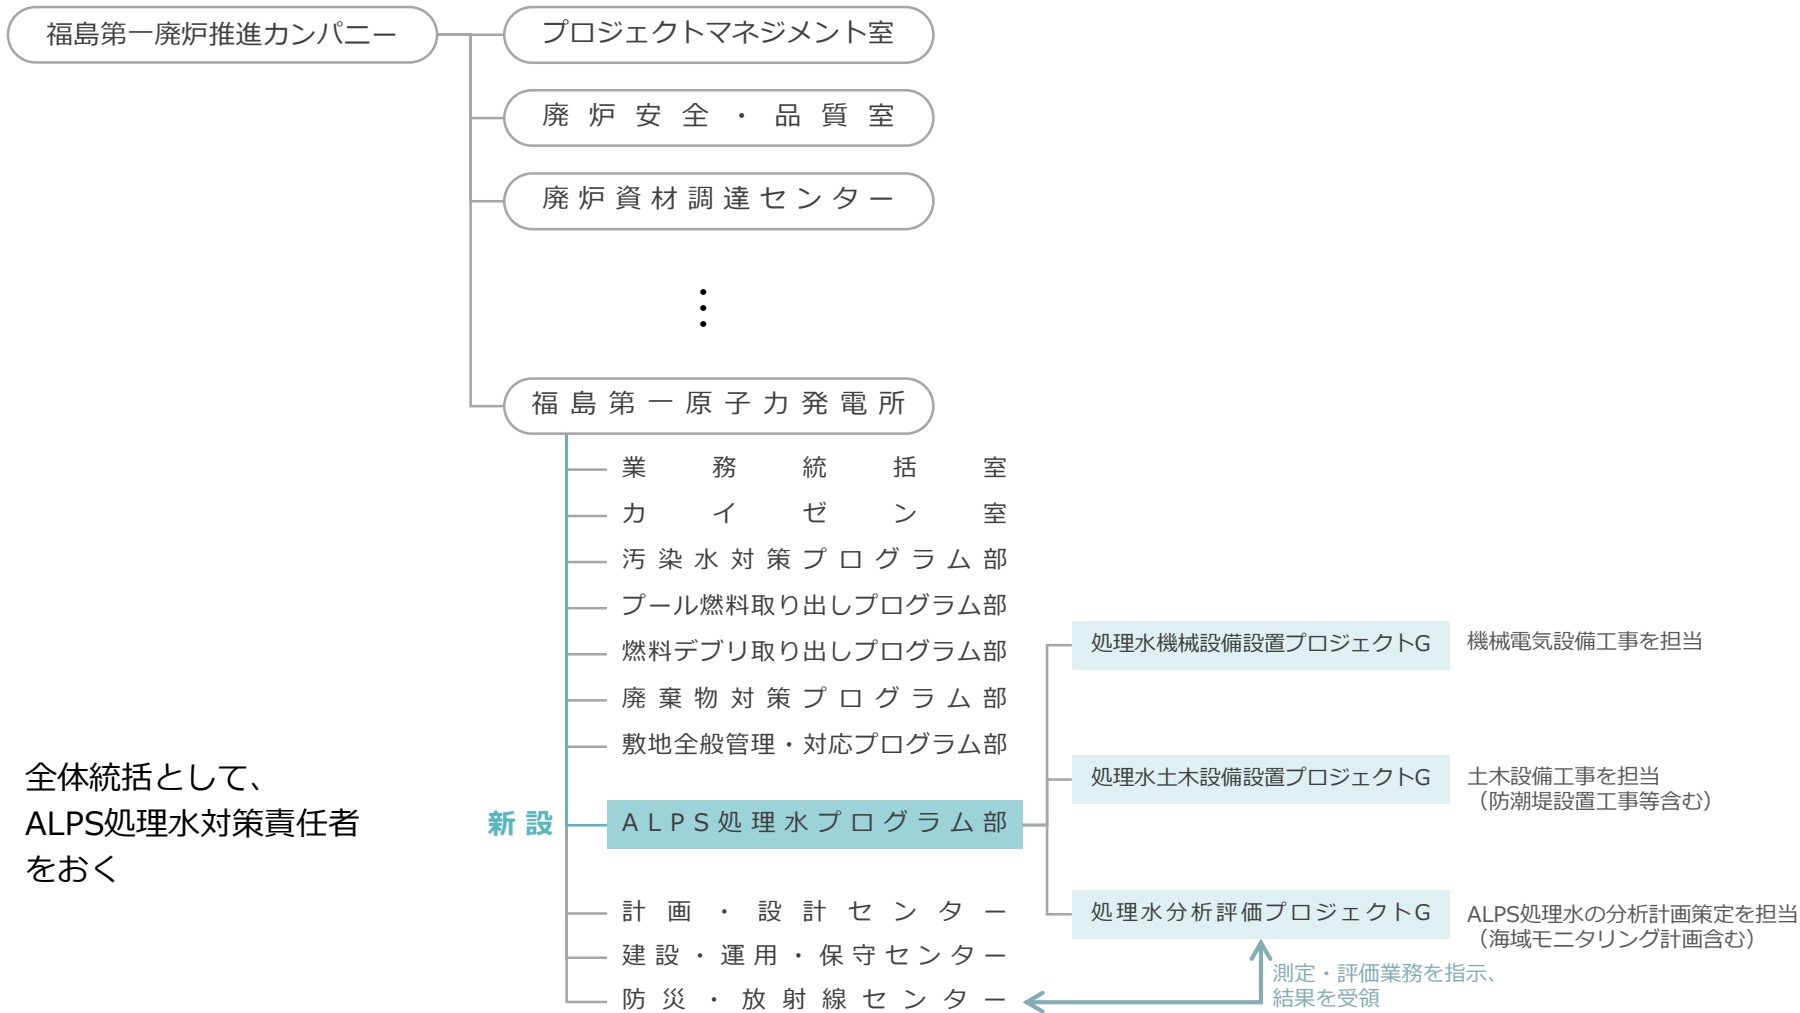 福島第一廃炉推進カンパニー
プロジェクトマネジメント室
廃炉安全・品質室
廃炉資材調達センター
⋮
福島第一原子力発電所
業務統括室
カイゼン室
汚染水対策プログラム部
プール燃料取り出しプログラム部
燃料デブリ取り出しプログラム部
廃棄物対策プログラム部
敷地全般管理・対応プログラム部
全体統括として、
ALPS処理水対策責任者
をおく
新設
ALPS処理水プログラム部
計画・設計センター
建設・運用・保守センター
防災・放射線センター
処理水機械設備設置プロジェクトG
機械電気設備工事を担当
処理水土木設備設置プロジェクトG
土木設備工事を担当
（防潮堤設置工事等含む）
処理水分析評価プロジェクトG
ALPS処理水の分析計画策定を担当
（海域モニタリング計画含む）
測定・評価業務を指示、
結果を受領